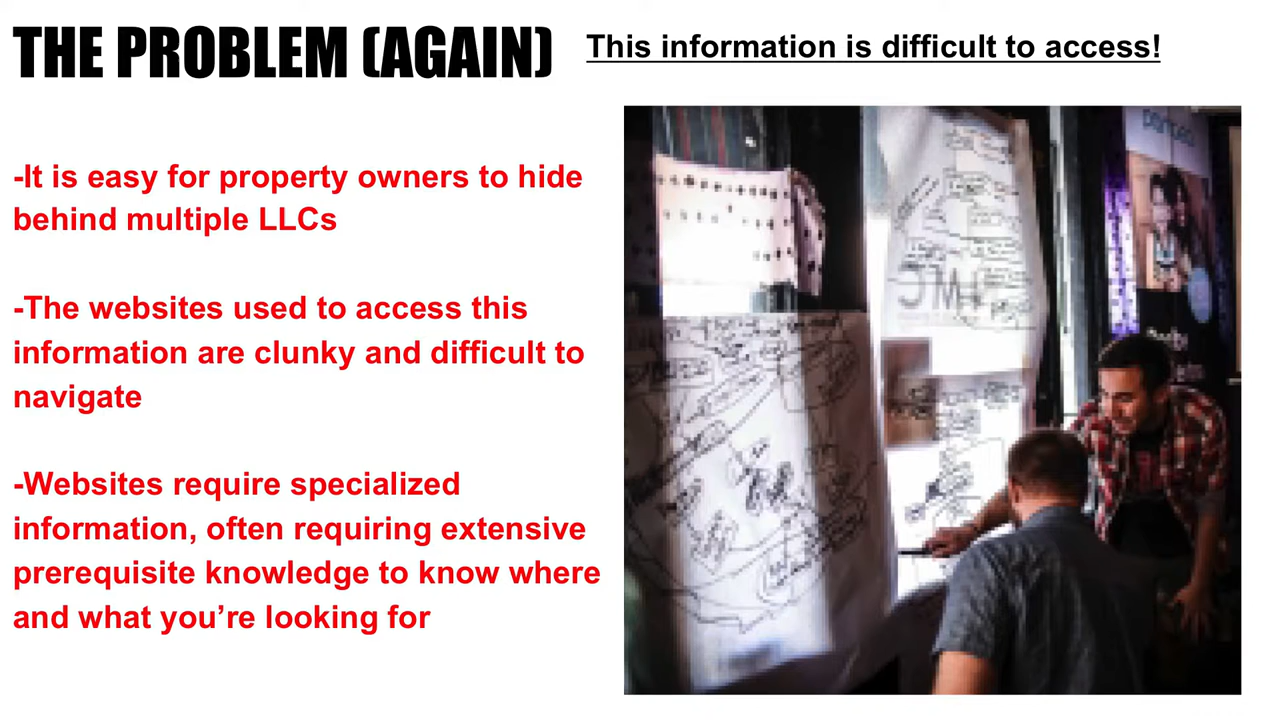 THE PROBLEM (AGAIN)
This information is difficult to access!
-It is easy for property owners to hide
behind multiple LLCs
-The websites used to access this
information are clunky and difficult to
navigate
-Websites require specialized
information, often requiring extensive
prerequisite knowledge to know where
and what you’re looking for